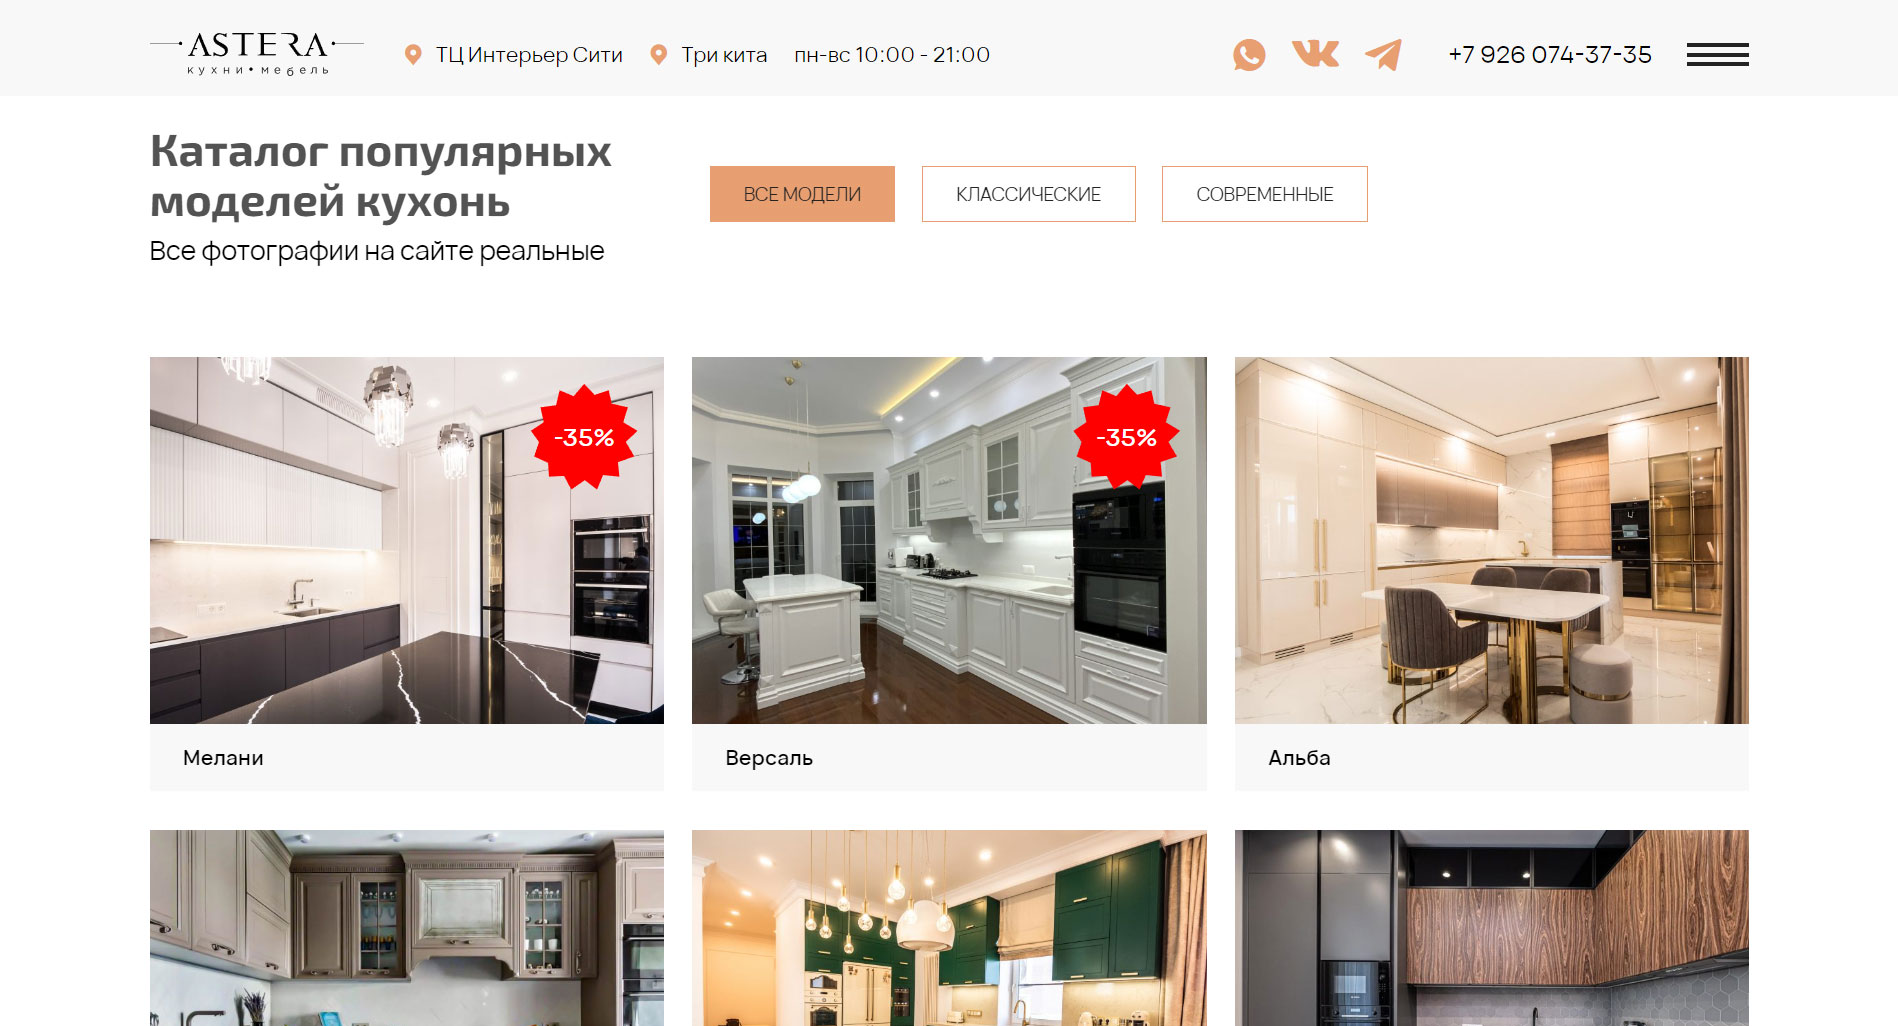 ASTERA
кухни•мебель
ТЦ Интерьер Сити
Три кита
пн-вс 10:00 - 21:00
+7 926 074-37-35
Каталог популярных
моделей кухонь
Все фотографии на сайте реальные
ВСЕ МОДЕЛИ
КЛАССИЧЕСКИЕ
СОВРЕМЕННЫЕ
-35%
-35%
Мелани
Версаль
Альба